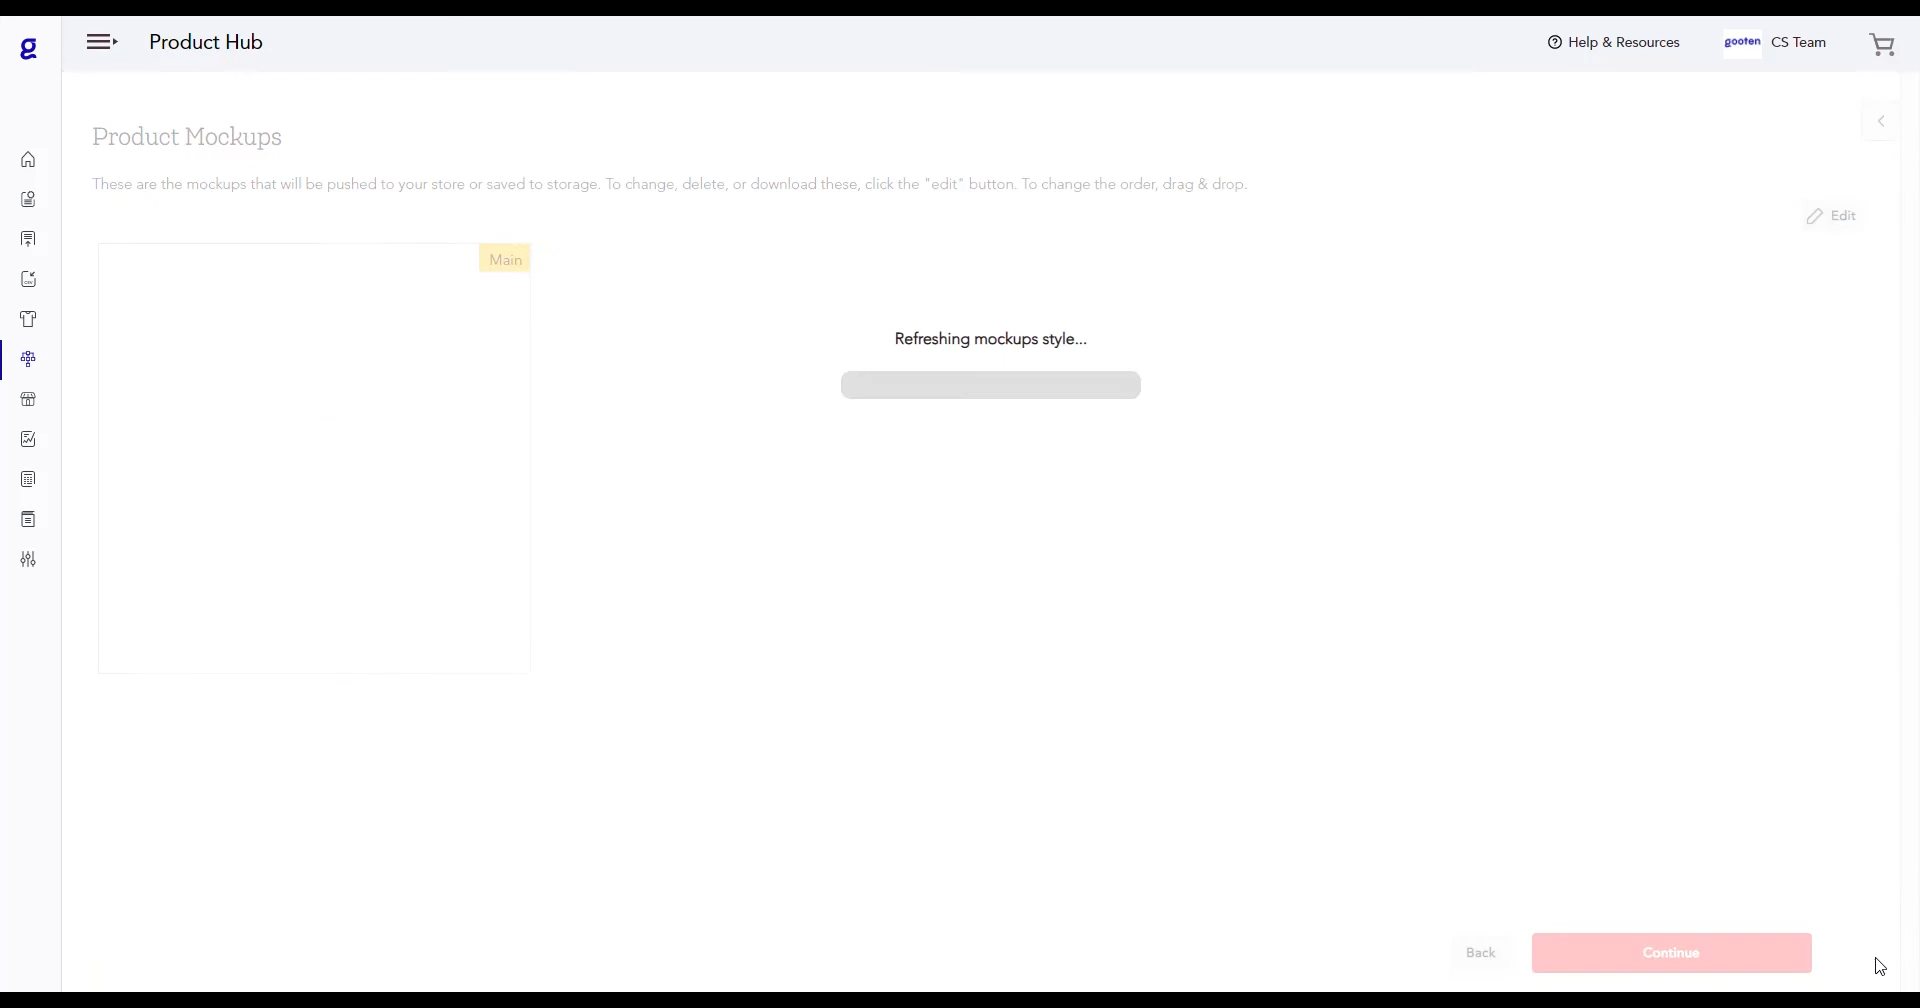 g
Product Hub
Help & Resources
gooten
CS Team
Product Mockups
These are the mockups that will be pushed to your store or saved to storage. To change, delete, or download these, click the "edit" button. To change the order, drag & drop.
Edit
Main
Refreshing mockups style...
Back
Continue